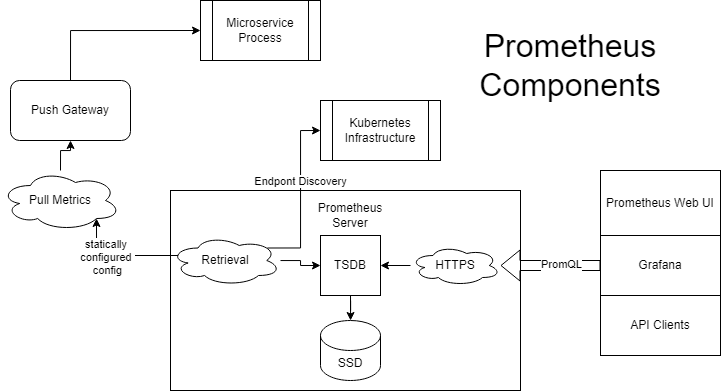 Microservice
Process
Prometheus
Components
Push Gateway
Kubernetes
Infrastructure
Endpont Discovery
Pull Metrics
Prometheus
Server
Prometheus Web UI
statically
configured
config
Retrieval
TSDB
HTTPS
PromQL
Grafana
API Clients
SSD